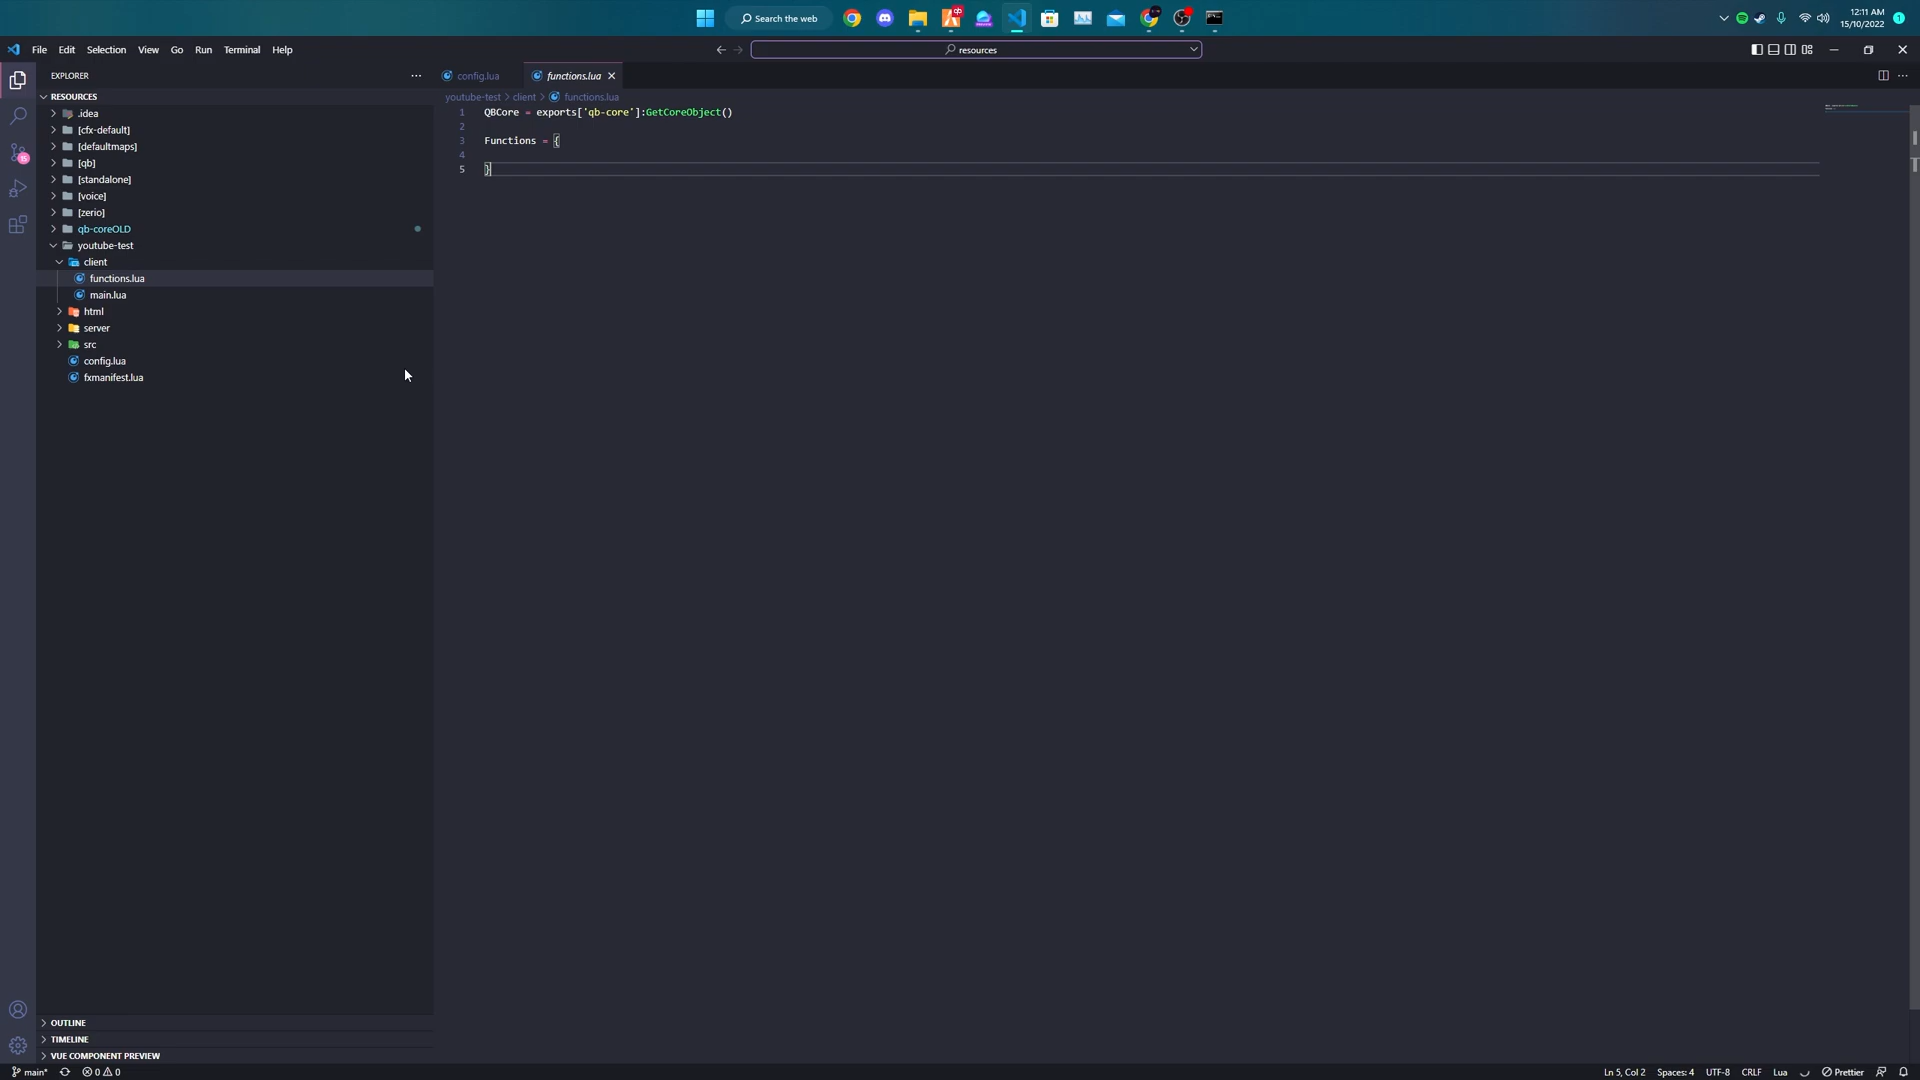 Search the web
12:11 AM
15/10/2022
1
File Edit Selection View Go Run Terminal Help
resources
EXPLORER
config.lua
functions.lua
RESOURCES
youtube-test > client > functions.lua
.idea
[cfx-default]
[defaultmaps]
[qb]
[standalone]
[voice]
[zerio]
qb-coreOLD
youtube-test
client
functions.lua
main.lua
html
server
src
config.lua
fxmanifest.lua
15
1 QBCore = exports['qb-core']:GetCoreObject()
2
3 Functions = {
4
5 }
OUTLINE
TIMELINE
VUE COMPONENT PREVIEW
main* 0 0
Ln 5, Col 2 Spaces: 4 UTF-8 CRLF Lua Prettier